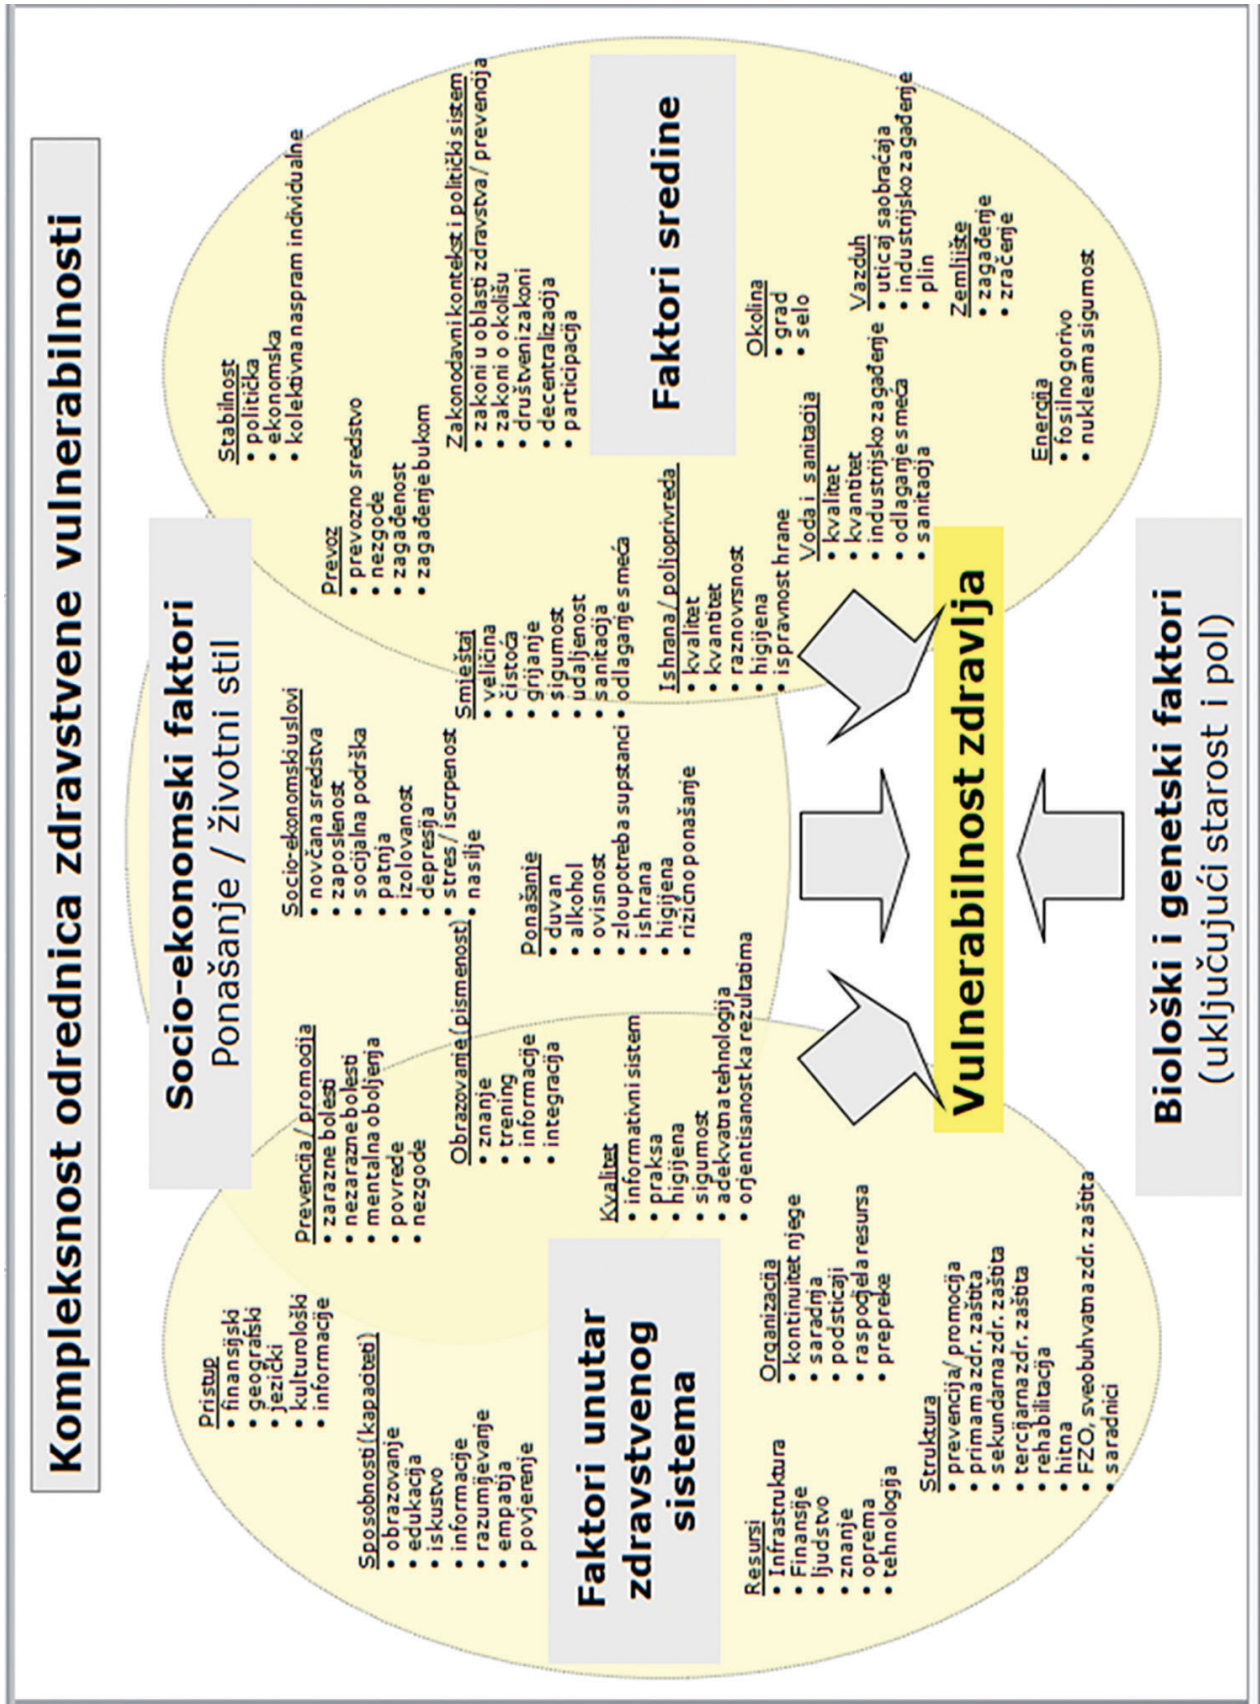 Kompleksnost odrednica zdravstvene vulnerabilnosti
Socio-ekonomski faktori
Ponašanje / životni stil
Pristup
• finansijski
• geografski
• jezički
• kulturološki
• informacije
Sposobnosti (kapaciteti)
• obrazovanje
• edukacija
• iskustvo
• informacije
• razumijevanje
• empatija
• povjerenje
Prevencija / promocija
• zarazne bolesti
• nezarazne bolesti
• mentalna oboljenja
• povrede
• nezgode
Obrazovanje (pismenost)
• znanje
• trening
• informacije
• integracija
Socio-ekonomski uslovi
• novčana sredstva
• zaposlenost
• socijalna podrška
• patnja
• izolovanost
• depresija
• stres / iscrpenost
• nasilje
Ponašanje
• duvan
• alkohol
• ovisnost
• zloupotreba supstanci
• ishrana
• higijena
• rizično ponašanje
Stabilnost
• politička
• ekonomska
• kolektivna naspram individualne
Prevoz
• prevozno sredstvo
• nezgode
• zagađenost
• zagađenje bukom
Zakonodavni kontekst i politički sistem
• zakoni u oblasti zdravstva / prevencija
• zakoni o okolišu
• društveni zakoni
• decentralizacija
• participacija
Smještaj
• veličina
• čistoća
• grijanje
• sigurnost
• udaljenost
• sanitacija
• odlaganje smeća
Faktori unutar
zdravstvenog
sistema
Kvalitet
• informativni sistem
• praksa
• higijena
• sigurnost
• adekvatna tehnologija
• orjentisanost ka rezultatima
Faktori sredine
Ishrana / polioprivreda
• kvalitet
• kvantitet
• raznovrsnost
• higijena
• ispravnost hrane
Resursi
• Infrastruktura
• Finansije
• ljudstvo
• znanje
• oprema
• tehnologija
Organizacija
• kontinuitet njege
• saradnja
• podsticaji
• raspodjela resursa
• prepreke
Okolina
• grad
• selo
Voda i sanitacija
• kvalitet
• kvantitet
• industrijsko zagađenje
• odlaganje smeća
• sanitacija
Vazduh
• uticaj saobraćaja
• industrijsko zagađenje
• plin
Struktura
• prevencija/ promocija
• primarna zdr. zaštita
• sekundarna zdr. zaštita
• tercijarna zdr. zaštita
• rehabilitacija
• hitna
• FZO, sveobuhvatna zdr. zaštita
• saradnici
Vulnerabilnost zdravlja
Zemljište
• zagađenje
• zračenje
Energija
• fosilno gorivo
• nuklearna sigurnost
Biološki i genetski faktori
(uključujući starost i pol)